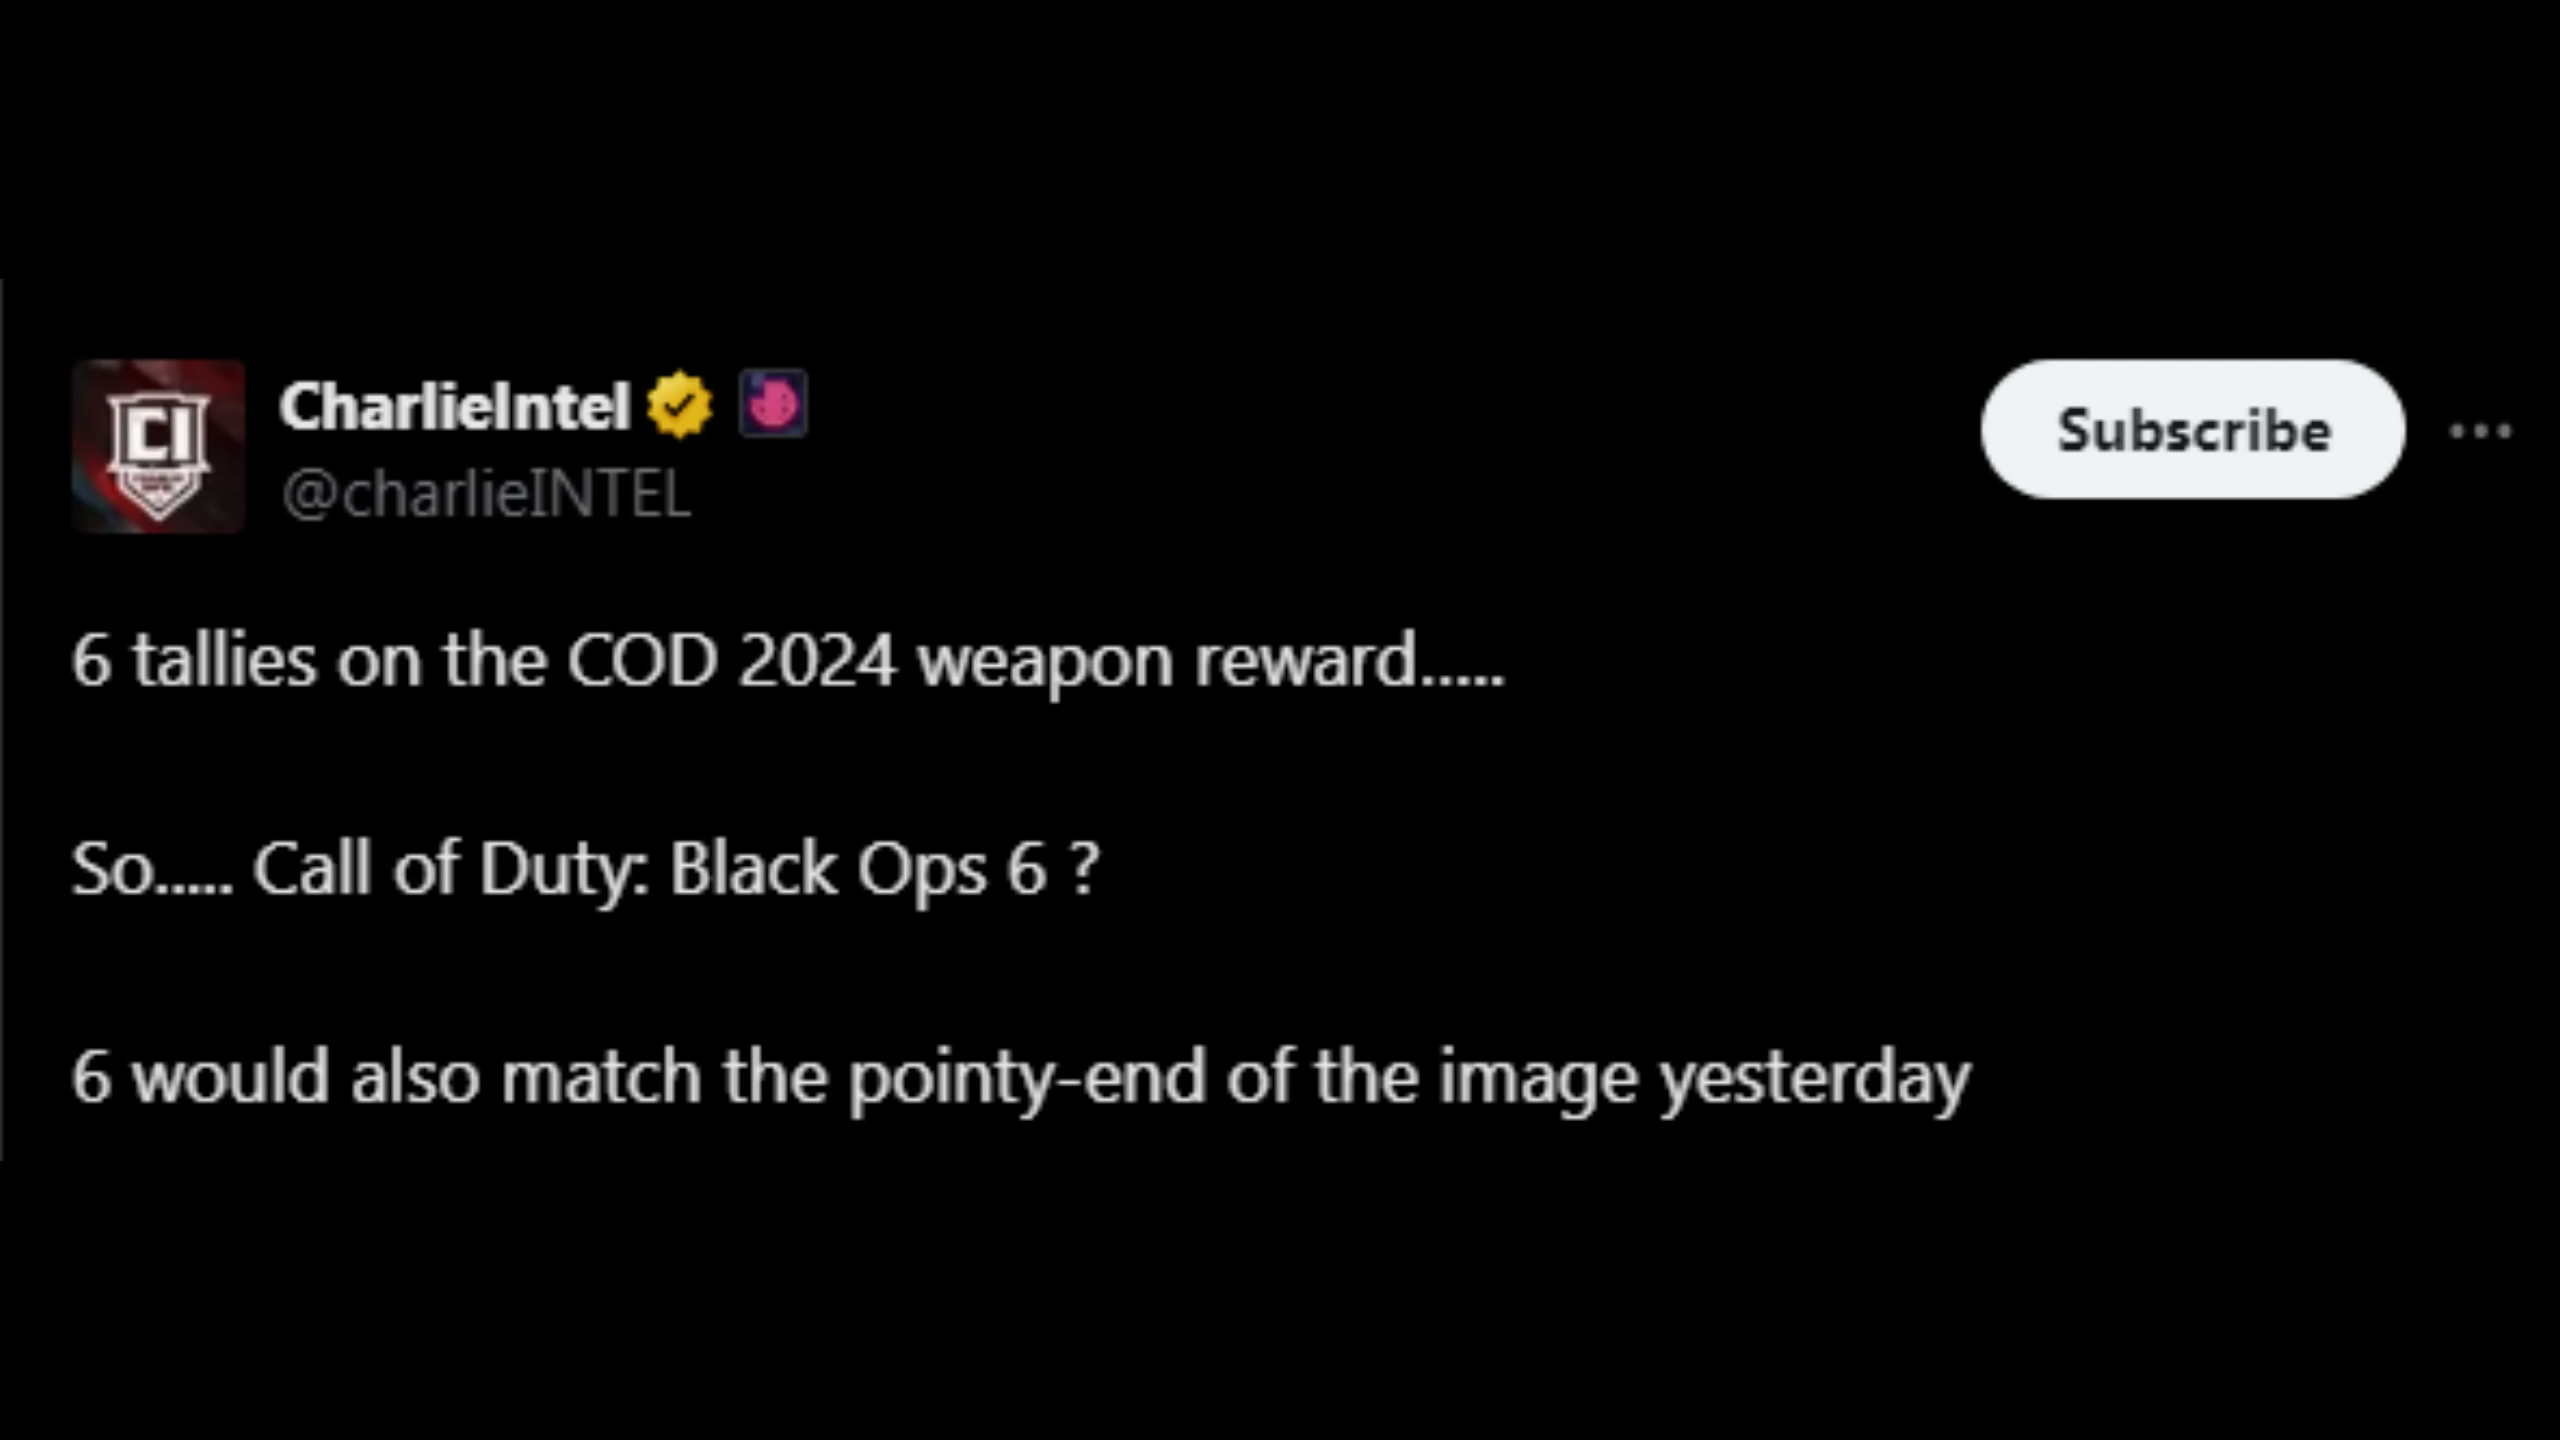 CI
CharlieIntel
@charlieINTEL
Subscribe
6 tallies on the COD 2024 weapon reward.....
So..... Call of Duty: Black Ops 6 ?
6 would also match the pointy-end of the image yesterday